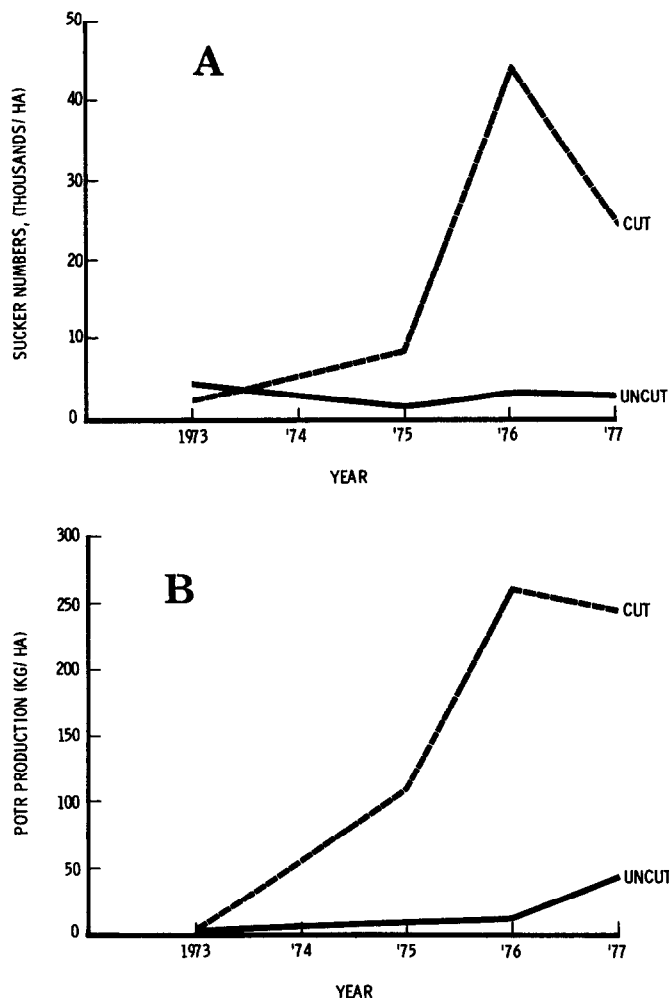 A
SUCKER NUMBERS, (THOUSANDS/ HA)
50
40
30
20
10
0
CUT
UNCUT
1973 '74 '75 '76 '77
YEAR
B
POTR PRODUCTION (KG/ HA)
300
250
200
150
100
50
0
CUT
UNCUT
1973 '74 '75 '76 '77
YEAR